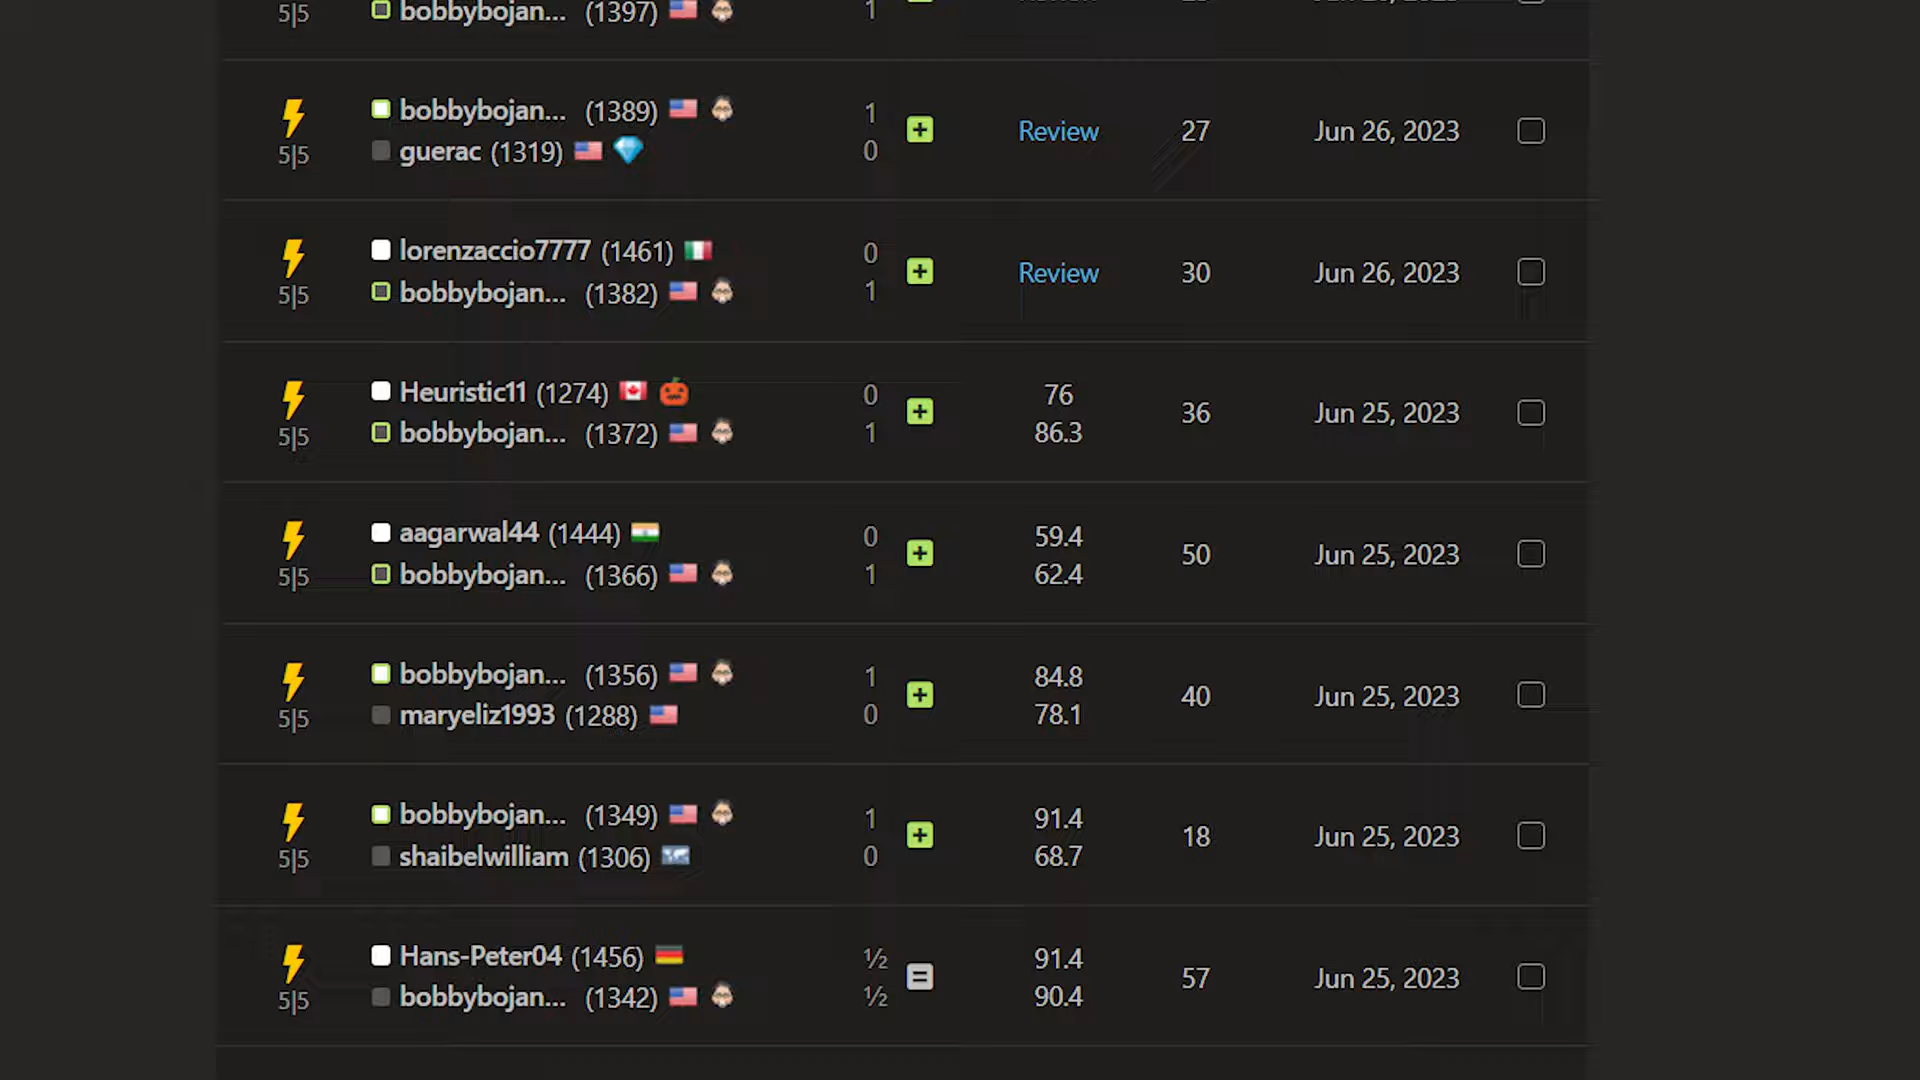 5|5 bobbybojan... (1397) 1
bobbybojan... (1389) 1
5|5 guerac (1319) 0 Review 27 Jun 26, 2023
lorenzaccio7777 (1461) 0
5|5 bobbybojan... (1382) 1 Review 30 Jun 26, 2023
Heuristic11 (1274) 0 76
5|5 bobbybojan... (1372) 1 86.3 36 Jun 25, 2023
aagarwal44 (1444) 0 59.4
5|5 bobbybojan... (1366) 1 62.4 50 Jun 25, 2023
bobbybojan... (1356) 1 84.8
5|5 maryeliz1993 (1288) 0 78.1 40 Jun 25, 2023
bobbybojan... (1349) 1 91.4
5|5 shaibelwilliam (1306) 0 68.7 18 Jun 25, 2023
Hans-Peter04 (1456) ½ 91.4
5|5 bobbybojan... (1342) ½ 90.4 57 Jun 25, 2023